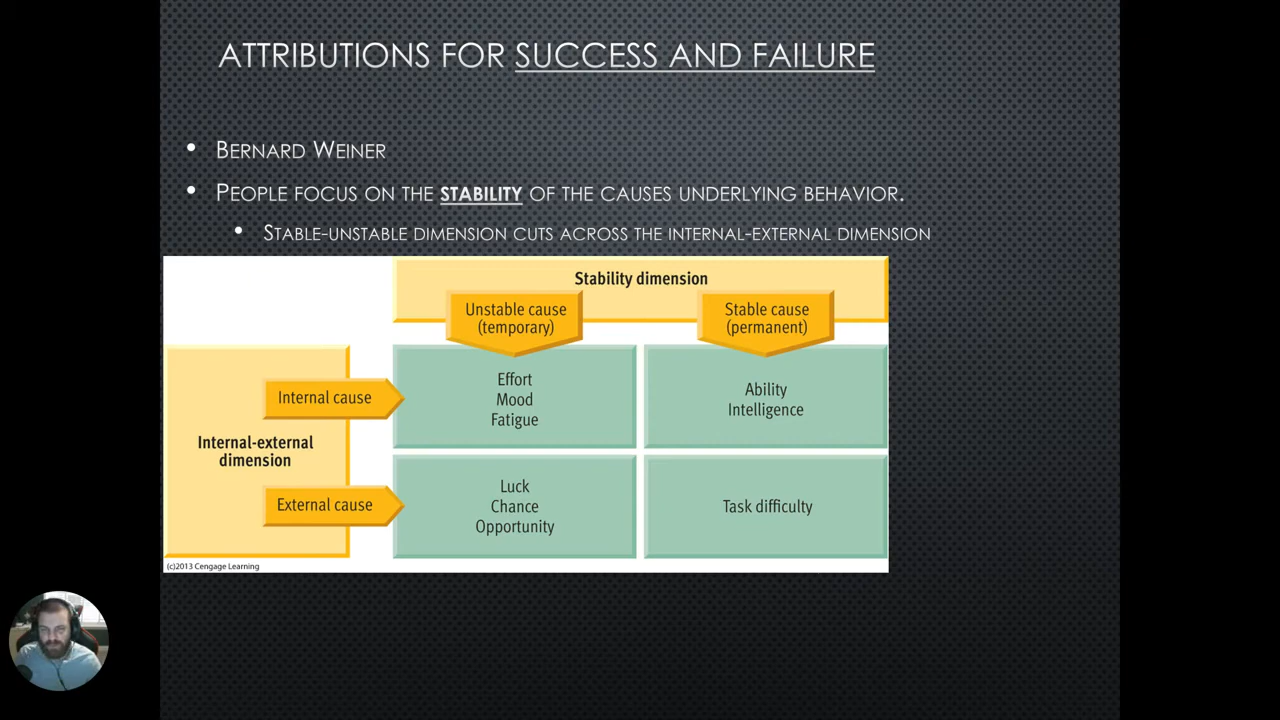 ATTRIBUTIONS FOR SUCCESS AND FAILURE
• BERNARD WEINER
• PEOPLE FOCUS ON THE STABILITY OF THE CAUSES UNDERLYING BEHAVIOR.
• STABLE-UNSTABLE DIMENSION CUTS ACROSS THE INTERNAL-EXTERNAL DIMENSION
Stability dimension
Unstable cause
(temporary)
Stable cause
(permanent)
Internal-external
dimension
Internal cause
Effort
Mood
Fatigue
Ability
Intelligence
External cause
Luck
Chance
Opportunity
Task difficulty
(c)2013 Cengage Learning